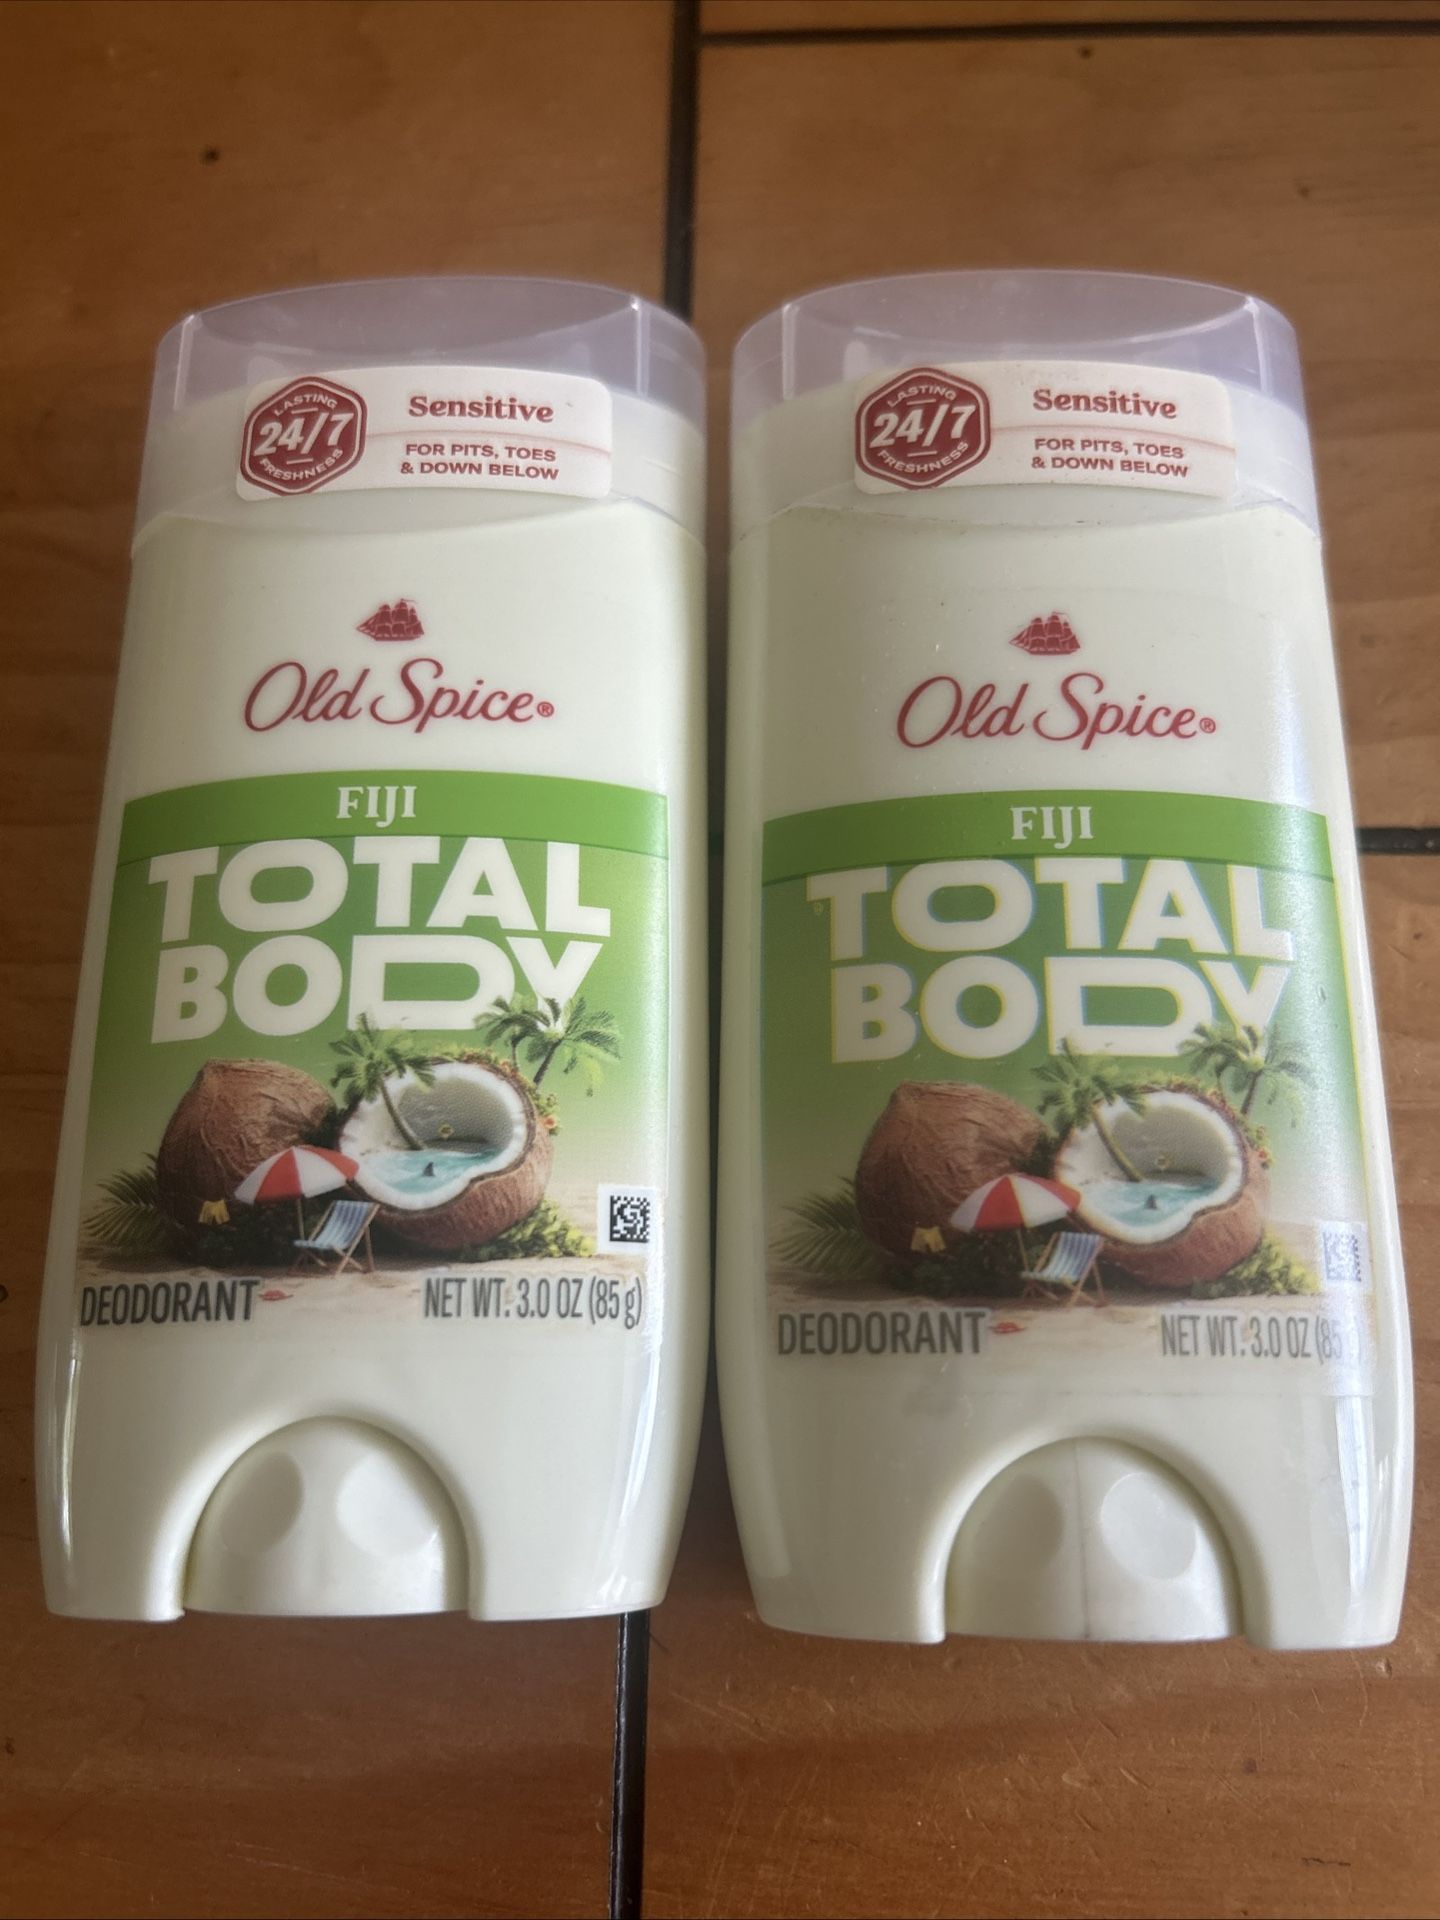 LASTING
24/7
FRESHNESS
Sensitive
FOR PITS, TOES
& DOWN BELOW
Old Spice®
FIJI
TOTAL
BODY
DEODORANT
NET WT. 3.0 OZ (85 g)
LASTING
24/7
FRESHNESS
Sensitive
FOR PITS, TOES
& DOWN BELOW
Old Spice®
FIJI
TOTAL
BODY
DEODORANT
NET WT. 3.0 OZ (85